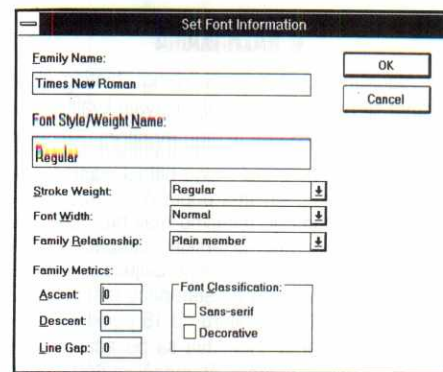 Set Font Information
Family Name:
Times New Roman
OK
Cancel
Font Style/Weight Name:
Regular
Stroke Weight: Regular
Font Width: Normal
Family Relationship: Plain member
Family Metrics:
Font Classification:
Ascent: 0
Sans-serif
Descent: 0
Decorative
Line Gap: 0